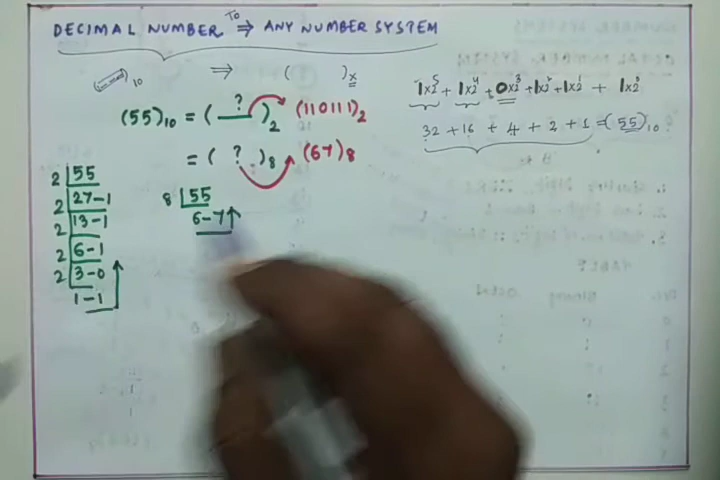 DECIMAL NUMBER TO ⇒ ANY NUMBER SYSTEM
( )10 ⇒ ( )x
(55)10 = ( ? )2 (110111)2
= ( ? )8 (67)8
2 55
2 27-1
2 13-1
2 6-1
2 3-0
1-1
8 55
6-7
1x2⁵ + 1x2⁴ + 0x2³ + 1x2² + 1x2¹ + 1x2⁰
32 + 16 + 4 + 2 + 1 = (55)10